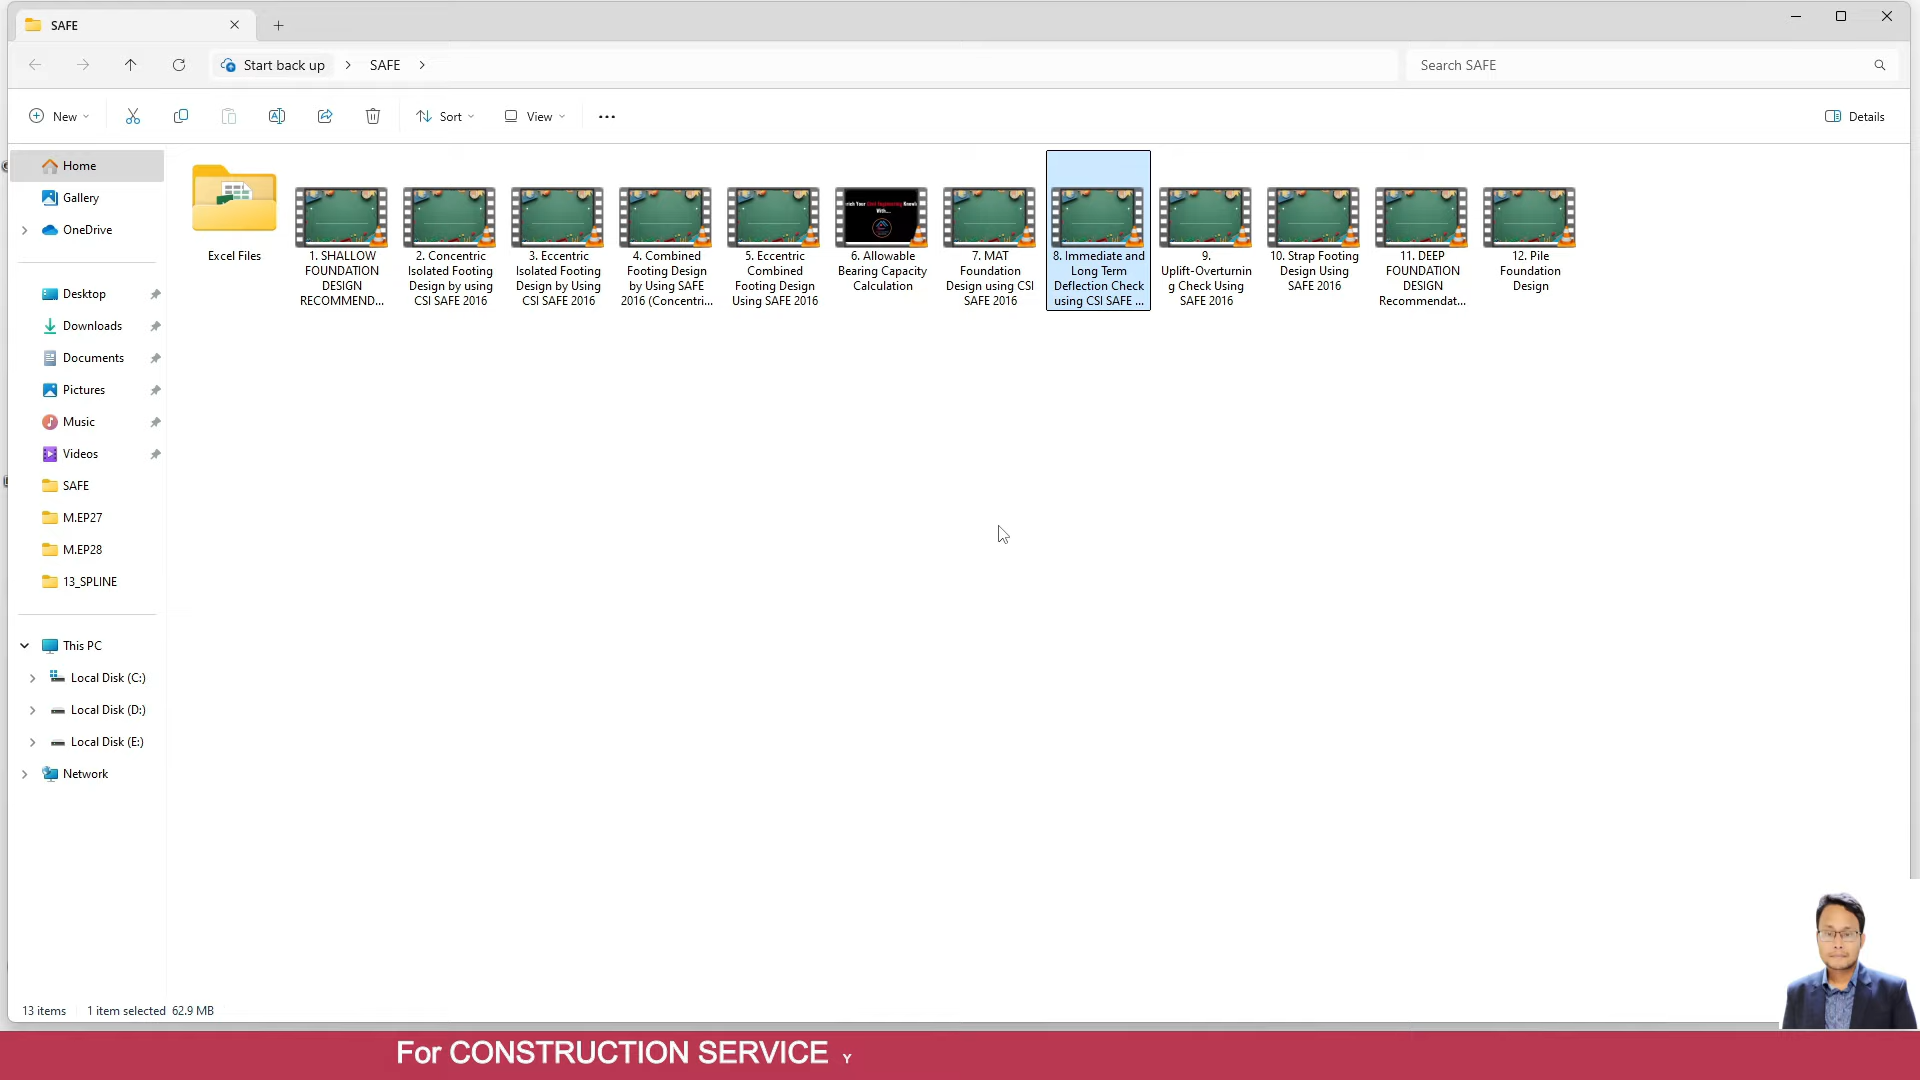 SAFE
Start back up
SAFE
Search SAFE
New
Sort
View
Details
Home
Gallery
OneDrive
Desktop
Downloads
Documents
Pictures
Music
Videos
SAFE
M.EP27
M.EP28
13_SPLINE
This PC
Local Disk (C:)
Local Disk (D:)
Local Disk (E:)
Network
Excel Files
1. SHALLOW
FOUNDATION
DESIGN
RECOMMEND...
2. Concentric
Isolated Footing
Design by using
CSI SAFE 2016
3. Eccentric
Isolated Footing
Design by Using
CSI SAFE 2016
4. Combined
Footing Design
by Using SAFE
2016 (Concentri...
5. Eccentric
Combined
Footing Design
Using SAFE 2016
6. Allowable
Bearing Capacity
Calculation
7. MAT
Foundation
Design using CSI
SAFE 2016
8. Immediate and
Long Term
Deflection Check
using CSI SAFE ...
9.
Uplift-Overturnin
g Check Using
SAFE 2016
10. Strap Footing
Design Using
SAFE 2016
11. DEEP
FOUNDATION
DESIGN
Recommendat...
12. Pile
Foundation
Design
13 items
1 item selected 62.9 MB
For CONSTRUCTION SERVICE Y